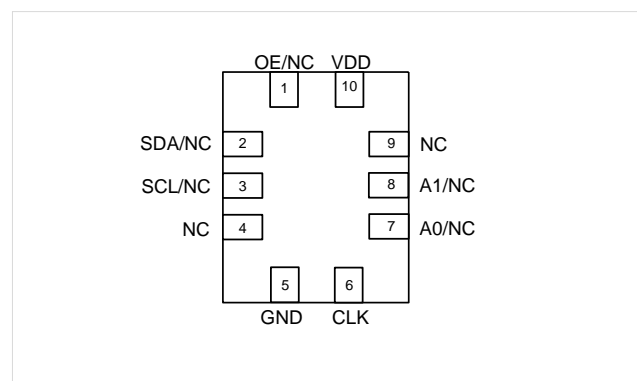 OE/NC VDD
1 10
SDA/NC 2 9 NC
SCL/NC 3 8 A1/NC
NC 4 7 A0/NC
5 6
GND CLK